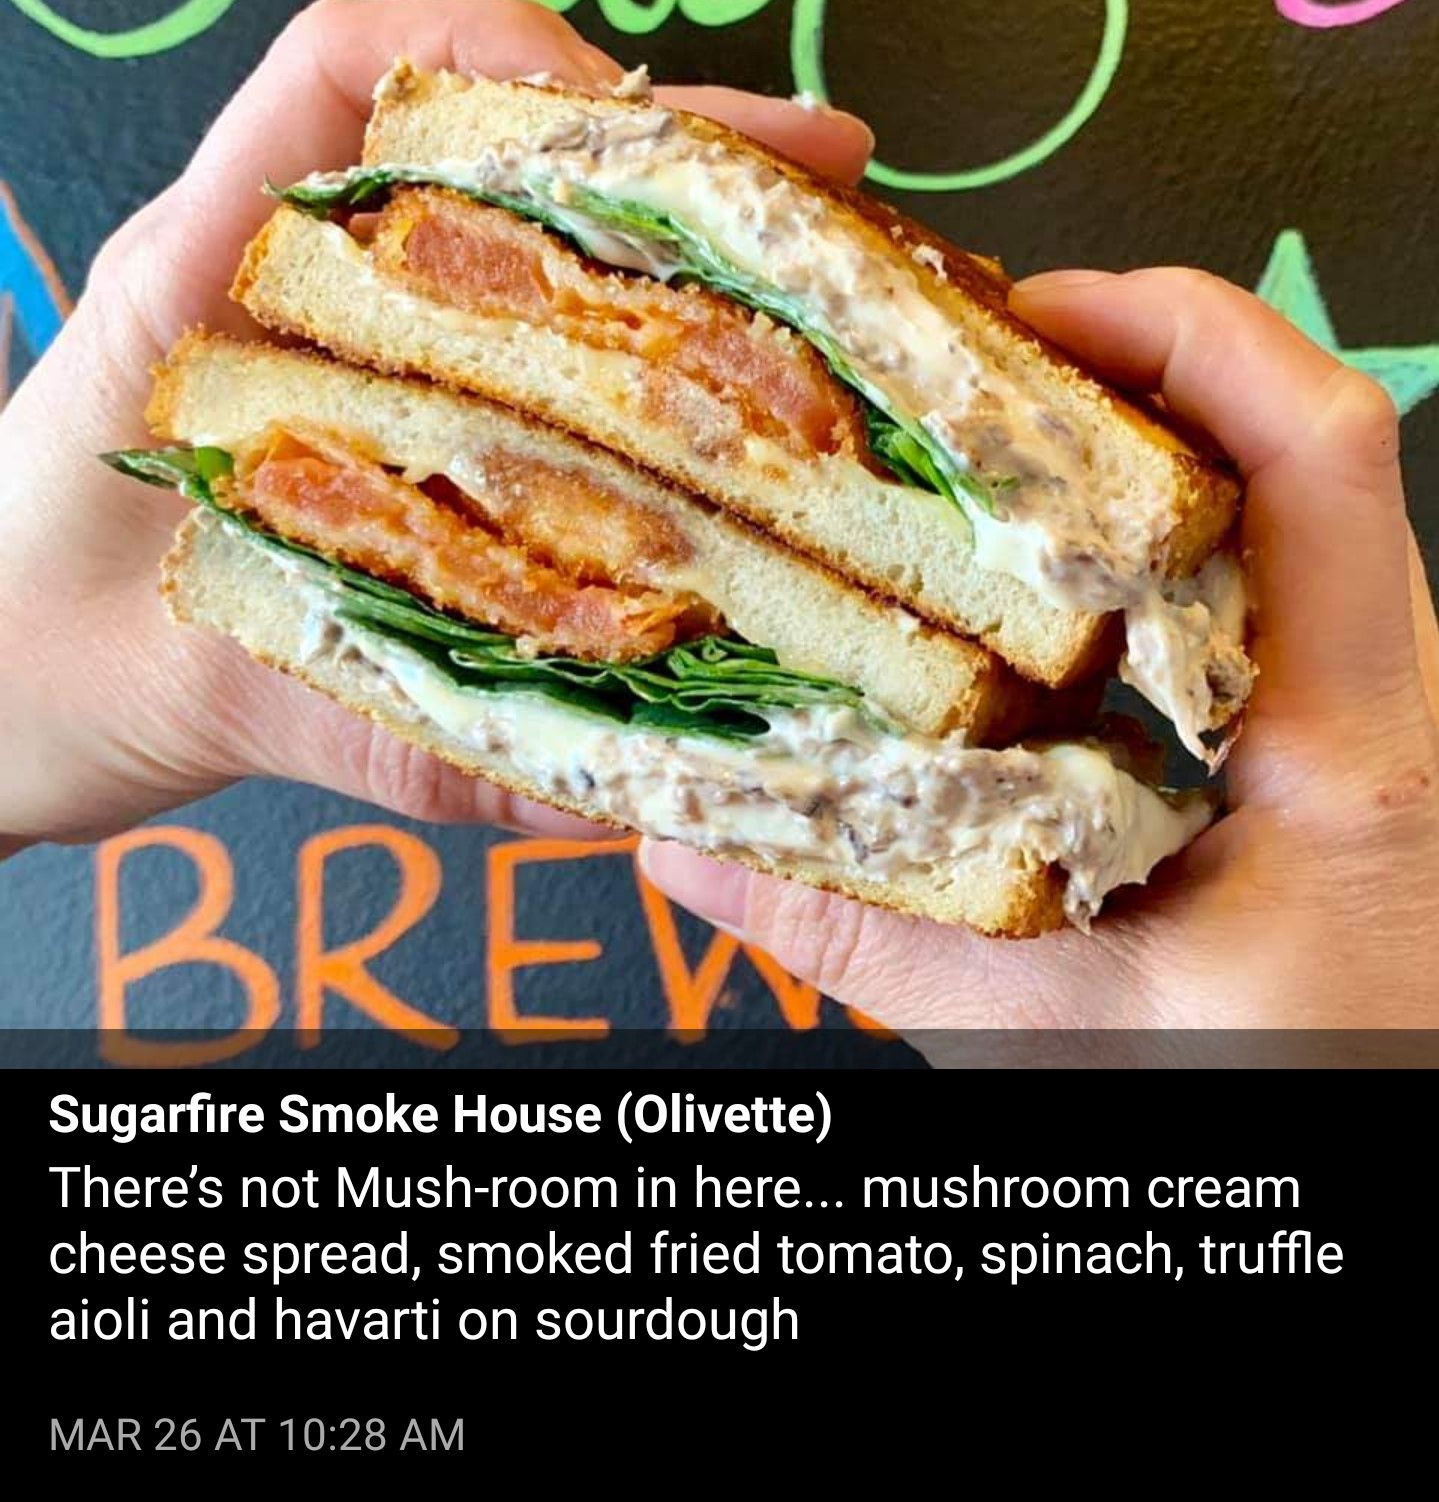 BREW
Sugarfire Smoke House (Olivette)
There’s not Mush-room in here... mushroom cream
cheese spread, smoked fried tomato, spinach, truffle
aioli and havarti on sourdough
MAR 26 AT 10:28 AM